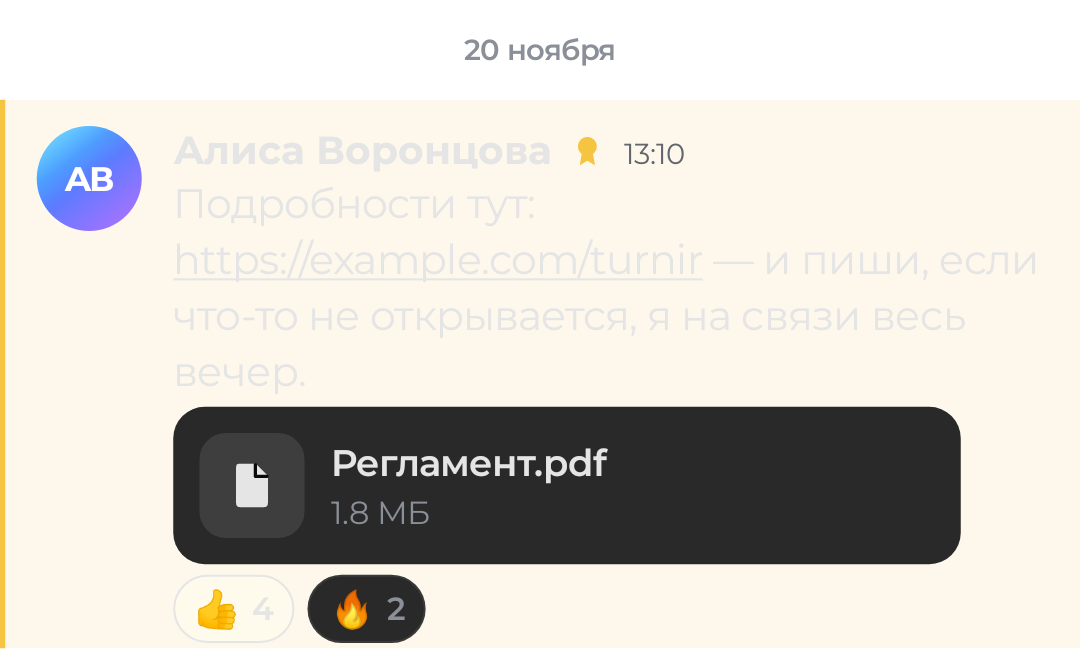 20 ноября
АВ
Алиса Воронцова 13:10
Подробности тут:
https://example.com/turnir — и пиши, если
что-то не открывается, я на связи весь
вечер.
Регламент.pdf
1.8 МБ
4 2